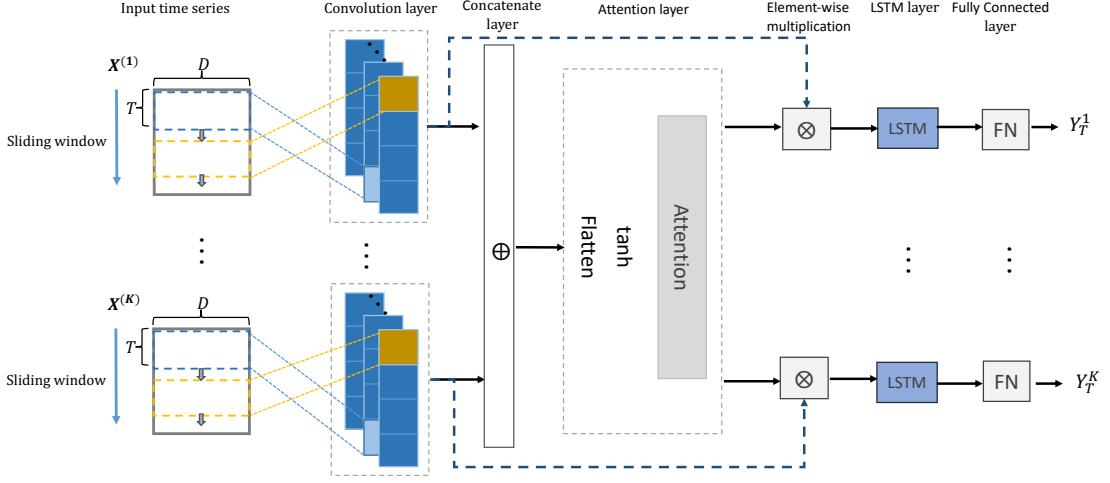 Input time series
Convolution layer
Concatenate
layer
Attention layer
Element-wise
multiplication
LSTM layer
Fully Connected
layer
X^{(1)}
D
T
Sliding window
Flatten
tanh
Attention
⊕
⊗
LSTM
FN
Y_T^1
X^{(K)}
D
T
Sliding window
⊗
LSTM
FN
Y_T^K